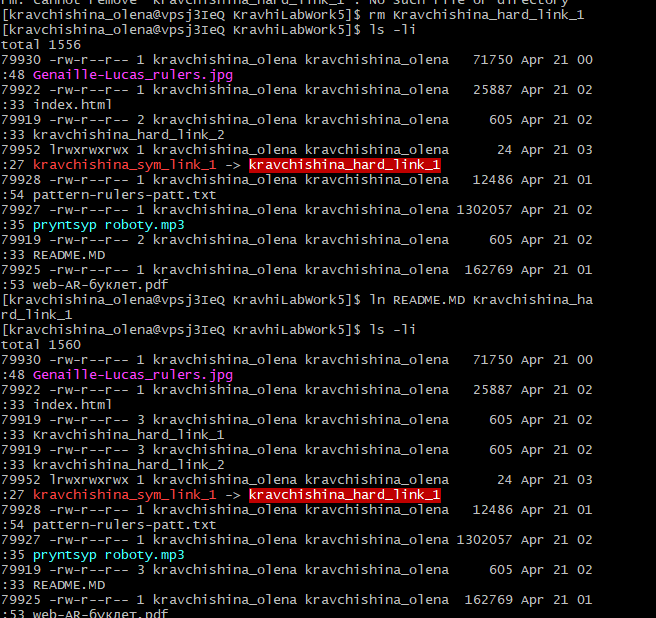 rm: cannot remove 'kravchishina_hard_link_1': No such file or directory
[kravchishina_olena@vpsj3IeQ KravhiLabWork5]$ rm Kravchishina_hard_link_1
[kravchishina_olena@vpsj3IeQ KravhiLabWork5]$ ls -li
total 1556
79930 -rw-r--r-- 1 kravchishina_olena kravchishina_olena   71750 Apr 21 00
:48 Genaille-Lucas_rulers.jpg
79922 -rw-r--r-- 1 kravchishina_olena kravchishina_olena   25887 Apr 21 02
:33 index.html
79919 -rw-r--r-- 2 kravchishina_olena kravchishina_olena     605 Apr 21 02
:33 kravchishina_hard_link_2
79952 lrwxrwxrwx 1 kravchishina_olena kravchishina_olena      24 Apr 21 03
:27 kravchishina_sym_link_1 -> kravchishina_hard_link_1
79928 -rw-r--r-- 1 kravchishina_olena kravchishina_olena   12486 Apr 21 01
:54 pattern-rulers-patt.txt
79927 -rw-r--r-- 1 kravchishina_olena kravchishina_olena 1302057 Apr 21 02
:35 pryntsyp roboty.mp3
79919 -rw-r--r-- 2 kravchishina_olena kravchishina_olena     605 Apr 21 02
:33 README.MD
79925 -rw-r--r-- 1 kravchishina_olena kravchishina_olena  162769 Apr 21 01
:53 web-AR-буклет.pdf
[kravchishina_olena@vpsj3IeQ KravhiLabWork5]$ ln README.MD Kravchishina_ha
rd_link_1
[kravchishina_olena@vpsj3IeQ KravhiLabWork5]$ ls -li
total 1560
79930 -rw-r--r-- 1 kravchishina_olena kravchishina_olena   71750 Apr 21 00
:48 Genaille-Lucas_rulers.jpg
79922 -rw-r--r-- 1 kravchishina_olena kravchishina_olena   25887 Apr 21 02
:33 index.html
79919 -rw-r--r-- 3 kravchishina_olena kravchishina_olena     605 Apr 21 02
:33 Kravchishina_hard_link_1
79919 -rw-r--r-- 3 kravchishina_olena kravchishina_olena     605 Apr 21 02
:33 kravchishina_hard_link_2
79952 lrwxrwxrwx 1 kravchishina_olena kravchishina_olena      24 Apr 21 03
:27 kravchishina_sym_link_1 -> kravchishina_hard_link_1
79928 -rw-r--r-- 1 kravchishina_olena kravchishina_olena   12486 Apr 21 01
:54 pattern-rulers-patt.txt
79927 -rw-r--r-- 1 kravchishina_olena kravchishina_olena 1302057 Apr 21 02
:35 pryntsyp roboty.mp3
79919 -rw-r--r-- 3 kravchishina_olena kravchishina_olena     605 Apr 21 02
:33 README.MD
79925 -rw-r--r-- 1 kravchishina_olena kravchishina_olena  162769 Apr 21 01
:53 web-AR-буклет.pdf